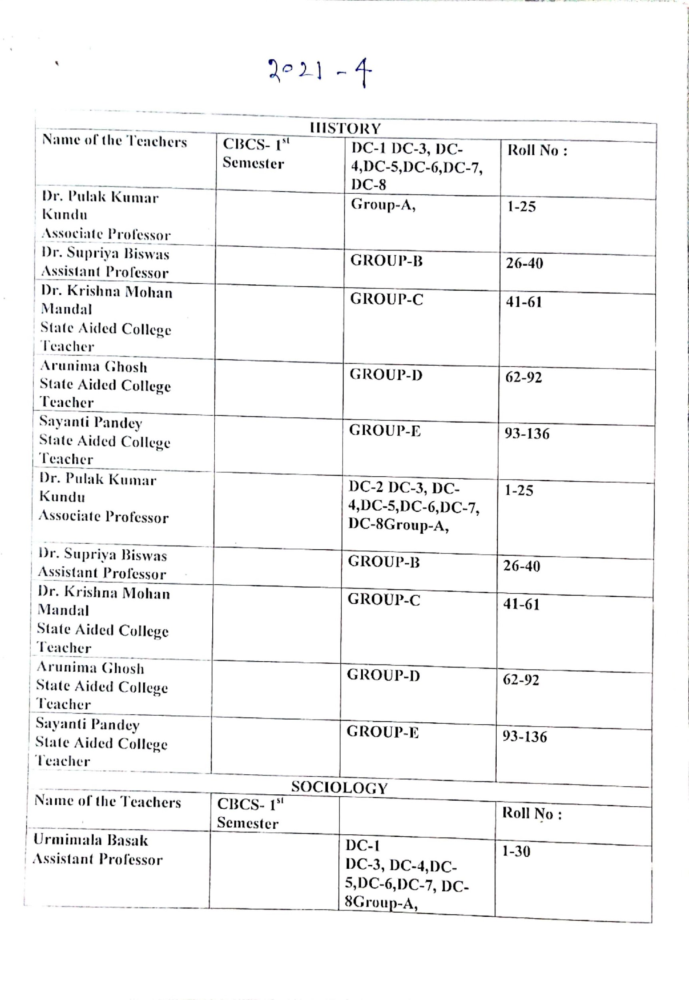 2021 - 4
HISTORY
Name of the Teachers
CBCS- 1st
Semester
DC-1 DC-3, DC-
4,DC-5,DC-6,DC-7,
DC-8
Roll No :
Dr. Pulak Kumar
Kundu
Associate Professor
Group-A,
1-25
Dr. Supriya Biswas
Assistant Professor
GROUP-B
26-40
Dr. Krishna Mohan
Mandal
State Aided College
Teacher
GROUP-C
41-61
Arunima Ghosh
State Aided College
Teacher
GROUP-D
62-92
Sayanti Pandey
State Aided College
Teacher
GROUP-E
93-136
Dr. Pulak Kumar
Kundu
Associate Professor
DC-2 DC-3, DC-
4,DC-5,DC-6,DC-7,
DC-8Group-A,
1-25
Dr. Supriya Biswas
Assistant Professor
GROUP-B
26-40
Dr. Krishna Mohan
Mandal
State Aided College
Teacher
GROUP-C
41-61
Arunima Ghosh
State Aided College
Teacher
GROUP-D
62-92
Sayanti Pandey
State Aided College
Teacher
GROUP-E
93-136
SOCIOLOGY
Name of the Teachers
CBCS- 1st
Semester
Roll No :
Urmimala Basak
Assistant Professor
DC-1
DC-3, DC-4,DC-
5,DC-6,DC-7, DC-
8Group-A,
1-30